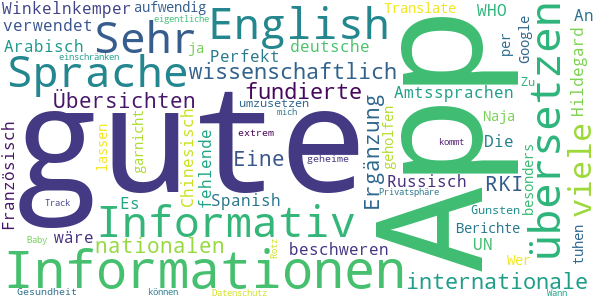 Winkelnkemper
aufwendig
Sehr
English
Translate
WHO
An
verwendet
Arabisch
ja
Perfekt
deutsche
per
Google
Hildegard
einschränken
eigentliche
Sprache
wissenschaftlich
Amtssprachen
Zu
App
übersetzen
Übersichten
fundierte
umzusetzen
mich
gute
Französisch
lassen
garnicht
Chinesisch
fehlende
extrem
geheime
Eine
Ergänzung
geholfen
kommt
Naja
Die
besonders
viele
Russisch
RKI
Privatsphäre
Track
Es
Spanish
Gunsten
Informativ
Berichte
UN
tuhen
Baby
wäre
nationalen
Rotz
beschweren
Wer
Informationen
internationale
Gesundheit
können
Datenschutz
Wann